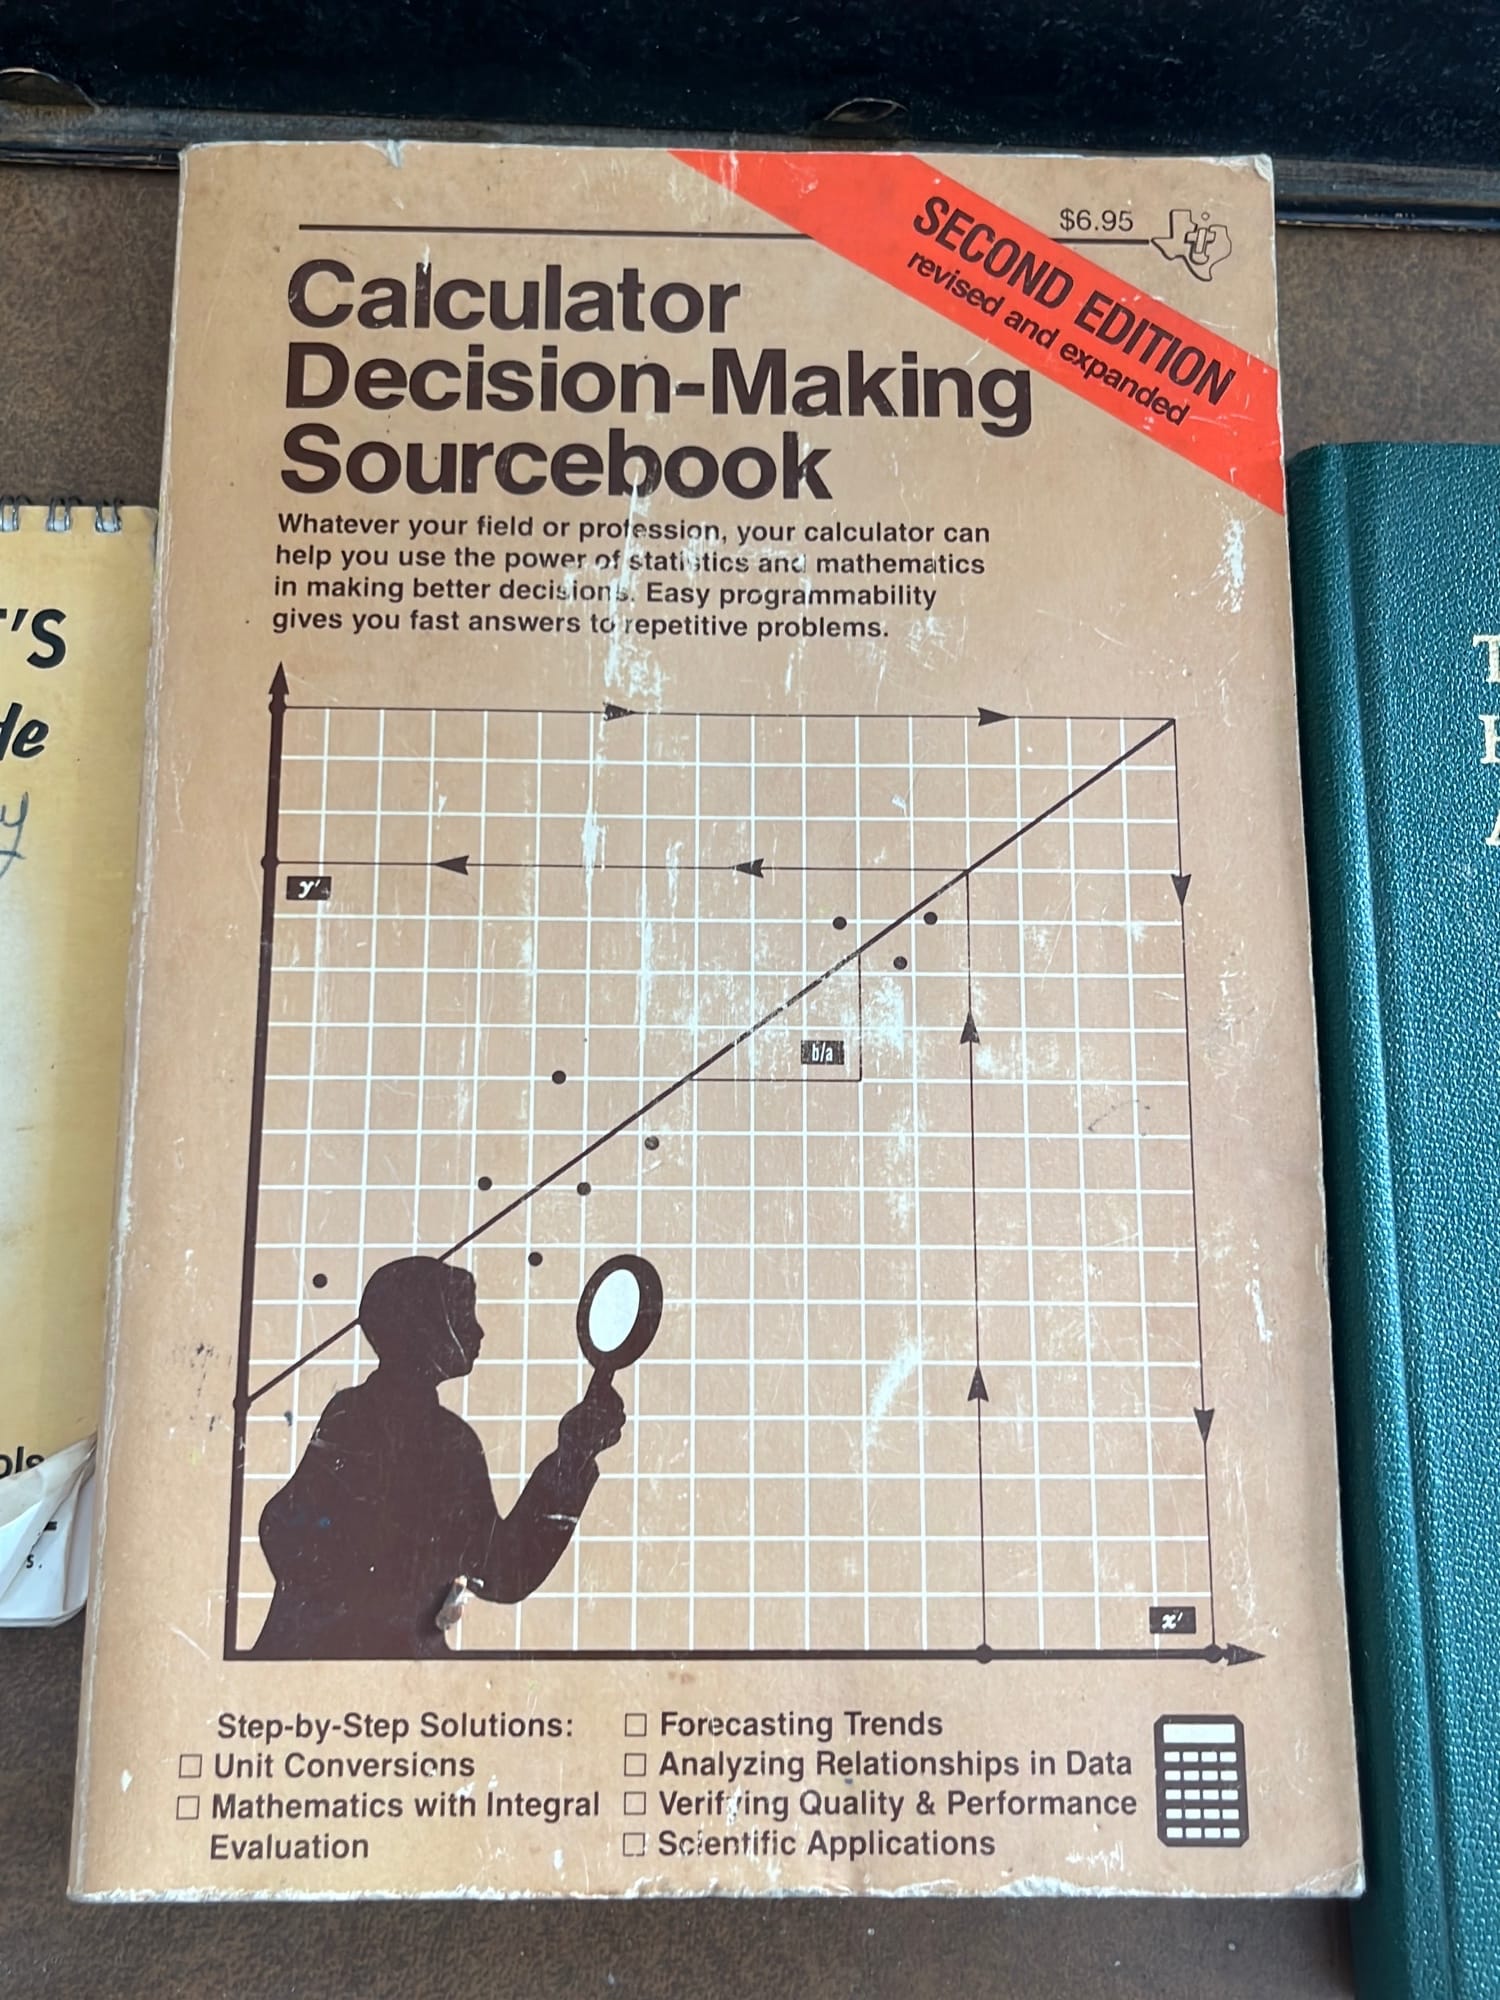 $6.95
SECOND EDITION
revised and expanded
Calculator
Decision-Making
Sourcebook
Whatever your field or profession, your calculator can
help you use the power of statistics and mathematics
in making better decisions. Easy programmability
gives you fast answers to repetitive problems.
y'
b/a
x'
Step-by-Step Solutions:
☐ Unit Conversions
☐ Mathematics with Integral
Evaluation
☐ Forecasting Trends
☐ Analyzing Relationships in Data
☐ Verifying Quality & Performance
☐ Scientific Applications
'S
de
y
ols
s.
T